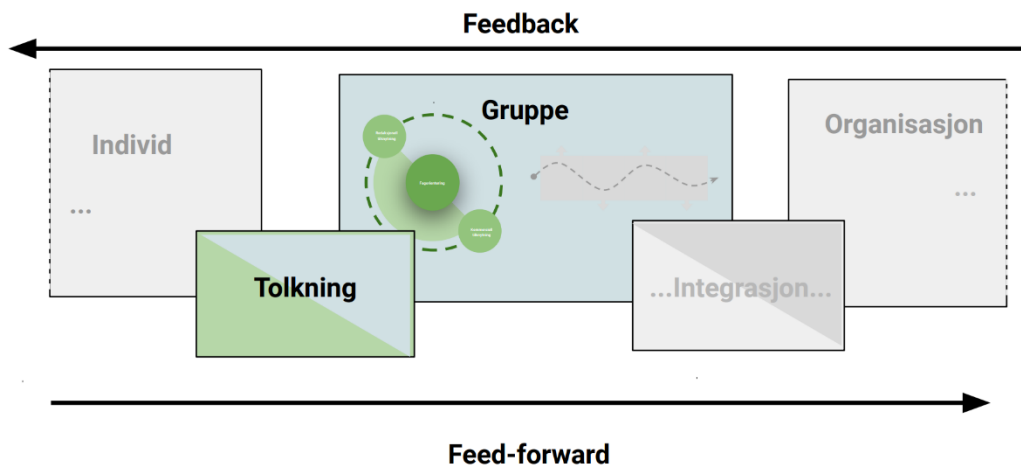 Feedback
Individ
...
Gruppe
Organisasjon
...
Tolkning
...Integrasjon...
Feed-forward